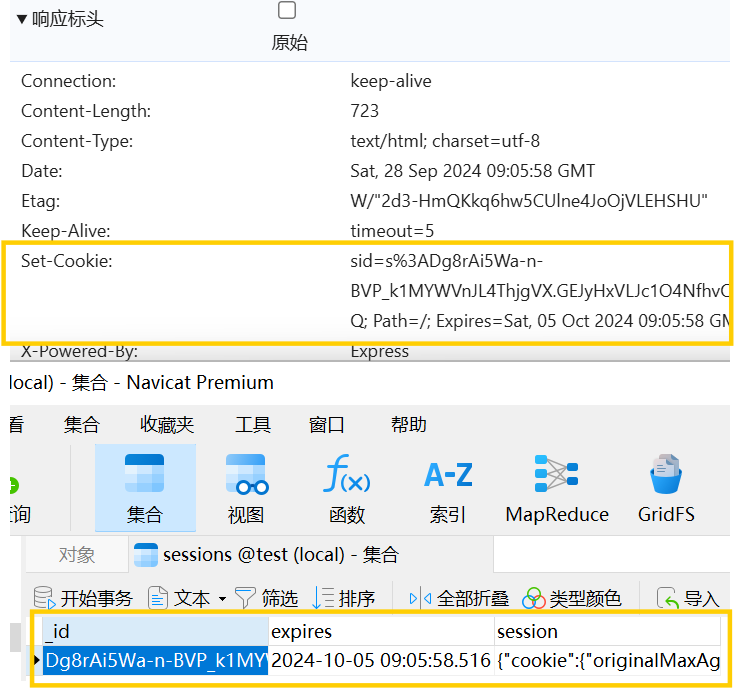 ▼响应标头
原始
Connection: keep-alive
Content-Length: 723
Content-Type: text/html; charset=utf-8
Date: Sat, 28 Sep 2024 09:05:58 GMT
Etag: W/"2d3-HmQKkq6hw5CUlne4JoOjVLEHSHU"
Keep-Alive: timeout=5
Set-Cookie: sid=s%3ADg8rAi5Wa-n-
BVP_k1MYWVnJL4ThjgVX.GEJyHxVLJc1O4Nfhv
Q; Path=/; Expires=Sat, 05 Oct 2024 09:05:58 GM
X-Powered-By: Express
local) - 集合 - Navicat Premium
看 集合 收藏夹 工具 窗口 帮助
查询 集合 视图 函数 索引 MapReduce GridFS
对象 sessions @test (local) - 集合
开始事务 文本 筛选 排序 全部折叠 类型颜色 导入
_id expires session
Dg8rAi5Wa-n-BVP_k1MY 2024-10-05 09:05:58.516 {"cookie":{"originalMaxAg